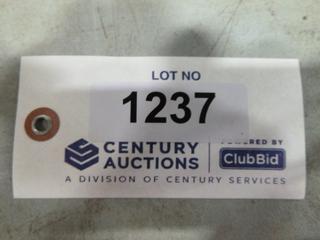 LOT NO
1237
CENTURY AUCTIONS
POWERED BY
ClubBid
A DIVISION OF CENTURY SERVICES